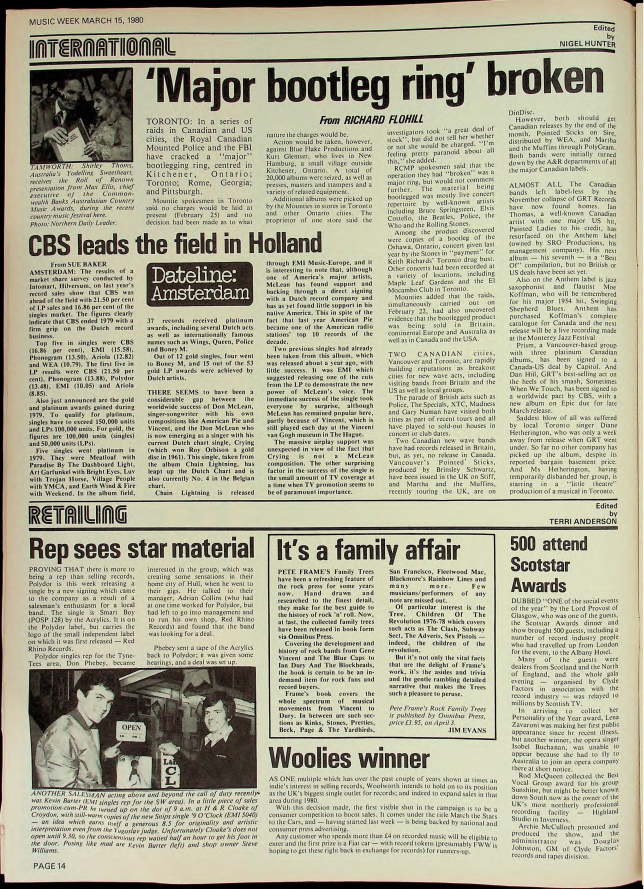 MUSIC WEEK MARCH 15, 1980
INTERNATIONAL
Edited
by
NIGEL HUNTER
TAMWORTH: Shirley Thoms,
Australia's Yodelling Sweetheart,
receives the Roll of Renown
presentation from Max Ellis, chief
executive of the Common-
wealth Banks Australasian Country
Music Awards, during the recent
country music festival here.
Photo: Northern Daily Leader.
'Major bootleg ring' broken
From RICHARD FLOHILL
TORONTO: In a series of
raids in Canadian and US
cities, the Royal Canadian
Mounted Police and the FBI
have cracked a "major"
bootlegging ring, centred in
Kitchener, Ontario;
Toronto; Rome, Georgia;
and Pittsburgh.
Mountie spokesmen in Toronto
said no charges would be laid at
present (February 25) and no
decision had been made as to what
nature the charges would be.
Action would be taken, however,
against Blue Flake Productions and
Kurt Glemser, who lives in New
Hamburg, a small village outside
Kitchener, Ontario. A total of
20,000 albums were seized, as well as
presses, masters and stampers and a
variety of related equipment.
Additional albums were picked up
by the Mounties in stores in Toronto
and other Ontario cities. The
proprietor of one store said the
investigators took "a great deal of
stock", but did not tell her whether
or not she would be charged. "I'm
feeling pretty paranoid about all
this," she added.
RCMP spokesmen said that the
operation they had "broken" was a
major ring, but would not comment
further. The material being
bootlegged was mostly live concert
repertoire by well-known artists
including Bruce Springsteen, Elvis
Costello, the Beatles, Police, the
Who and the Rolling Stones.
Among the product discovered
were copies of a bootleg of the
Oshawa, Ontario, concert given last
year by the Stones in "payment" for
Keith Richards' Toronto drug bust.
Other concerts had been recorded at
a variety of locations, including
Maple Leaf Gardens and the El
Mocambo Club in Toronto.
Mounties added that the raids,
simultaneously carried out on
February 22, had also uncovered
evidence that the bootlegged product
was being sold in Britain,
continental Europe and Australia as
well as in Canada and the USA.
TWO CANADIAN cities,
Vancouver and Toronto, are rapidly
building reputations as breakout
cities for new wave acts, including
visiting bands from Britain and the
US as well as local groups.
The parade of British acts such as
Police, The Specials, XTC, Madness
and Gary Numan have visited both
cities as part of recent tours and all
have played to sold-out houses in
concert or club dates.
Two Canadian new wave bands
have had records released in Britain,
but, as yet, no release in Canada.
Vancouver's Pointed Sticks,
produced by Brinsley Schwartz,
have been issued in the UK on Stiff,
and Martha and the Muffins,
recently touring the UK, are on
DinDisc.
However, both should get
Canadian releases by the end of the
month, Pointed Sticks on Sire,
distributed by WEA, and Martha
and the Muffins through PolyGram.
Both bands were initially turned
down by the A&R departments of all
the major Canadian labels.
ALMOST ALL The Canadian
bands left label-less by the
November collapse of GRT Records
have now found homes. Ian
Thomas, a well-known Canadian
artist with one major US hit,
Painted Ladies to his credit, has
resurfaced on the Anthem label
(owned by SRO Productions, his
management company). His next
album — his seventh — is a "Best
Of" compilation, but no British or
US deals have been set yet.
Also on the Anthem label is jazz
saxophonist and flautist Moe
Koffman, who will be remembered
for his major 1954 hit, Swinging
Shepherd Blues. Anthem has
purchased Koffman's complete
catalogue for Canada and the next
release will be a live recording made
at the Monterey Jazz Festival.
Prism, a Vancouver-based group
with three platinum Canadian
albums, has been signed to a
Canada-US deal by Capitol. And
Dan Hill, GRT's best-selling act on
the heels of his smash, Sometimes
When We Touch, has been signed to
a worldwide pact by CBS, with a
new album on Epic due for late
March release.
Saddest blow of all was suffered
by local Toronto singer Diane
Heatherington, who was only a week
away from release when GRT went
under. So far no other company has
picked up the album, despite its
reported bargain basement price.
And Ms Hetherington, having
temporarily disbanded her group, is
starring in a "little theatre"
production of a musical in Toronto.
CBS leads the field in Holland
From SUE BAKER
AMSTERDAM: The results of a
market share survey conducted by
Intomart, Hilversum, on last year's
record sales show that CBS was
ahead of the field with 21.50 per cent
of LP sales and 16.86 per cent of the
singles market. The figures clearly
indicate that CBS ended 1979 with a
firm grip on the Dutch record
business.
Top five in singles were CBS
(16.86 per cent), EMI (15.58),
Phonogram (13.50), Ariola (12.82)
and WEA (10.79). The first five in
LP results were CBS (21.50 per
cent), Phonogram (13.88), Polydor
(13.48), EMI (10.05) and Ariola
(8.85).
Also just announced are the gold
and platinum awards gained during
1979. To qualify for platinum,
singles have to exceed 150,000 units
and LPs 100,000 units. For gold, the
figures are 100,000 units (singles)
and 50,000 units (LPs).
Five singles went platinum in
1979. They were Meatloaf with
Paradise By The Dashboard Light,
Art Garfunkel with Bright Eyes, Luv
with Trojan Horse, Village People
with YMCA, and Earth Wind & Fire
with Weekend. In the album field,
Dateline:
Amsterdam
37 records received platinum
awards, including several Dutch acts
as well as internationally famous
names such as Wings, Queen, Police
and Boney M.
Out of 12 gold singles, four went
to Boney M, and 15 out of the 53
gold LP awards were achieved by
Dutch artists.
THERE SEEMS to have been a
considerable gap between the
worldwide success of Don McLean,
singer-songwriter with his own
compositions like American Pie and
Vincent, and the Don McLean who
is now emerging as a singer with his
current Dutch chart single, Crying
(which won Roy Orbison a gold
disc in 1961). This single, taken from
the album Chain Lightning, has
leapt up the Dutch chart and is
also currently No. 4 in the Belgian
chart.
Chain Lightning is released
through EMI Music-Europe, and it
is interesting to note that, although
one of America's major artists,
McLean has found support and
backing through a direct signing
with a Dutch record company and
has as yet found little support in his
native America. This in spite of the
fact that last year American Pie
became one of the American radio
stations' top 10 records of the
decade.
Two previous singles had already
been taken from this album, which
was released about a year ago, with
little success. It was EMI which
suggested releasing one of the cuts
from the LP to demonstrate the new
power of McLean's voice. The
immediate success of the single took
everyone by surprise, although
McLean has remained popular here,
partly because of Vincent, which is
still played each day at the Vincent
van Gogh museum in The Hague.
The massive airplay support was
unexpected in view of the fact that
Crying is not a McLean
composition. The other surprising
factor in the success of the single is
the small amount of TV coverage at
a time when TV promotion seems to
be of paramount importance.
RETAILING
Edited
by
TERRI ANDERSON
Rep sees star material
PROVING THAT there is more to
being a rep than selling records,
Polydor is this week releasing a
single by a new signing which came
to the company as a result of a
salesman's enthusiasm for a local
band. The single is Smart Boy
(POSP 128) by the Acrylics. It is on
the Polydor label, but carries the
logo of the small independent label
on which it was first released — Red
Rhino Records.
Polydor singles rep for the Tyne-
Tees area, Don Phebey, became
interested in the group, which was
creating some sensations in their
home city of Hull, when he went to
their gigs. He talked to their
manager, Adrian Collins (who had
at one time worked for Polydor, but
had left to go into management and
to run his own shop, Red Rhino
Records) and found that the band
was looking for a deal.
Phebey sent a tape of the Acrylics
back to Polydor; it was given some
hearings, and a deal was set up.
OPEN
ANOTHER SALESMAN acting above and beyond the call of duty recently
was Kevin Barter (EMI singles rep for the SW area). In a little piece of sales
promotion-cum-PR he turned up on the dot of 9 a.m. at H & R Cloake of
Croydon, with still-warm copies of the new Snips single '9 O'Clock (EMI 5046)
— an idea which earns itself a generous 8.5 for originality and artistic
interpretation even from the Yugoslav judge. Unfortunately Cloake's does not
open until 9.30, so the conscientious rep waited half an hour to get his foot in
the door. Posing like mad are Kevin Barter (left) and shop owner Steve
Williams.
It's a family affair
PETE FRAME'S Family Trees
have been a refreshing feature of
the rock press for some years
now. Hand drawn and
researched to the finest detail,
they make for the best guide to
the history of rock 'n' roll. Now,
at last, the collected family trees
have been released in book form
via Omnibus Press.
Covering the development and
history of rock bands from Gene
Vincent and The Blue Caps to
Ian Dury And The Blockheads,
the book is certain to be an in-
demand item for rock fans and
record buyers.
Frame's book covers the
whole spectrum of musical
movements from Vincent to
Dury. In between are such sec-
tions as Kinks, Stones, Pretties,
Beck, Page & The Yardbirds,
San Francisco, Fleetwood Mac,
Blackmore's Rainbow Lines and
many more. Few
musicians/performers of any
note are missed out.
Of particular interest is the
Tree, Children Of The
Revolution 1976-78 which covers
such acts as The Clash, Subway
Sect, The Adverts, Sex Pistols —
indeed, the children of the
revolution.
But it's not only the vital facts
that are the delight of Frame's
work, it's the asides and trivia
and the gentle rambling detailed
narrative that makes the Trees
such a pleasure to peruse.
Pete Frame's Rock Family Trees
is published by Omnibus Press,
price £3.95, on April 3.
JIM EVANS
Woolies winner
AS ONE multiple which has over the past couple of years shown at times an
indie's interest in selling records, Woolworth intends to hold on to its position
as the UK's biggest single outlet for records; and indeed to expand sales in that
area during 1980.
With this decision made, the first visible shot in the campaign is to be a
consumer competition to boost sales. It comes under the title Match the Stars
to the Cars, and — having started last week — is being backed by national and
consumer press advertising.
Any customer who spends more than £4 on recorded music will be eligible to
enter and the first prize is a Fiat car — with record tokens (presumably FWW is
hoping to get these right back in exchange for records) for runners-up.
500 attend
Scotstar
Awards
DUBBED "ONE of the social events
of the year" by the Lord Provost of
Glasgow, who was one of the guests,
the Scotstar Awards dinner and
show brought 500 guests, including a
number of record industry people
who had travelled up from London
for the event, to the Albany Hotel.
Many of the guests were
dealers from Scotland and the North
of England, and the whole gala
evening — organised by Clyde
Factors in association with the
record industry — was relayed to
millions by Scottish TV.
In arriving to collect her
Personality of the Year award, Lena
Zavaroni was making her first public
appearance since her recent illness,
but another winner, the opera singer
Isobel Buchanan, was unable to
appear because she had to fly to
Australia to join an opera company
there at short notice.
Rod McQueen collected the Best
Vocal Group award for his group
Sunshine, but might be better known
down South now as the owner of the
UK's most northerly professional
recording facility — Highland
Studio in Inverness.
Archie McCulloch presented and
produced the show, and the
administrator was Douglas
Johnson, GM of Clyde Factors'
records and tapes division.
PAGE 14